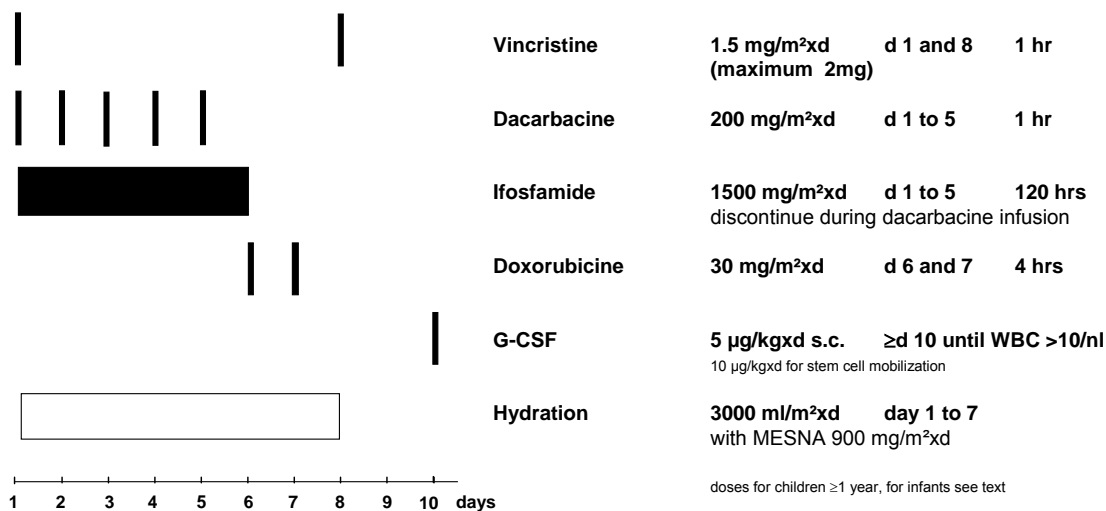 Vincristine 1.5 mg/m²xd d 1 and 8 1 hr
(maximum 2mg)
Dacarbacine 200 mg/m²xd d 1 to 5 1 hr
Ifosfamide 1500 mg/m²xd d 1 to 5 120 hrs
discontinue during dacarbacine infusion
Doxorubicine 30 mg/m²xd d 6 and 7 4 hrs
G-CSF 5 µg/kgxd s.c. ≥d 10 until WBC >10/nl
10 µg/kgxd for stem cell mobilization
Hydration 3000 ml/m²xd day 1 to 7
with MESNA 900 mg/m²xd
1 2 3 4 5 6 7 8 9 10 days
doses for children ≥1 year, for infants see text